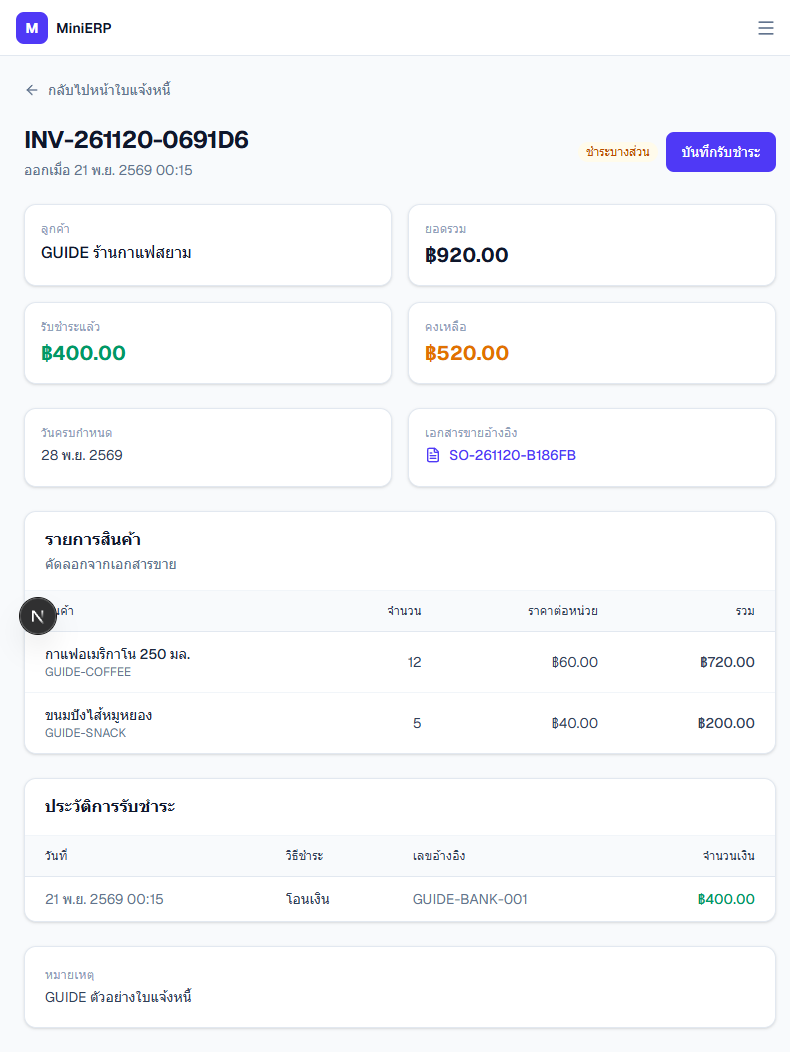 M MiniERP
กลับไปหน้าใบแจ้งหนี้
INV-261120-0691D6
ออกเมื่อ 21 พ.ย. 2569 00:15
ชำระบางส่วน
บันทึกรับชำระ
ลูกค้า
GUIDE ร้านกาแฟสยาม
ยอดรวม
฿920.00
รับชำระแล้ว
฿400.00
คงเหลือ
฿520.00
วันครบกำหนด
28 พ.ย. 2569
เอกสารขายอ้างอิง
SO-261120-B186FB
รายการสินค้า
คัดลอกจากเอกสารขาย
N
จำนวน ราคาต่อหน่วย รวม
กาแฟอเมริกาโน 250 มล.
GUIDE-COFFEE
12 ฿60.00 ฿720.00
ขนมปังไส้หมูหยอง
GUIDE-SNACK
5 ฿40.00 ฿200.00
ประวัติการรับชำระ
วันที่ วิธีชำระ เลขอ้างอิง จำนวนเงิน
21 พ.ย. 2569 00:15 โอนเงิน GUIDE-BANK-001 ฿400.00
หมายเหตุ
GUIDE ตัวอย่างใบแจ้งหนี้